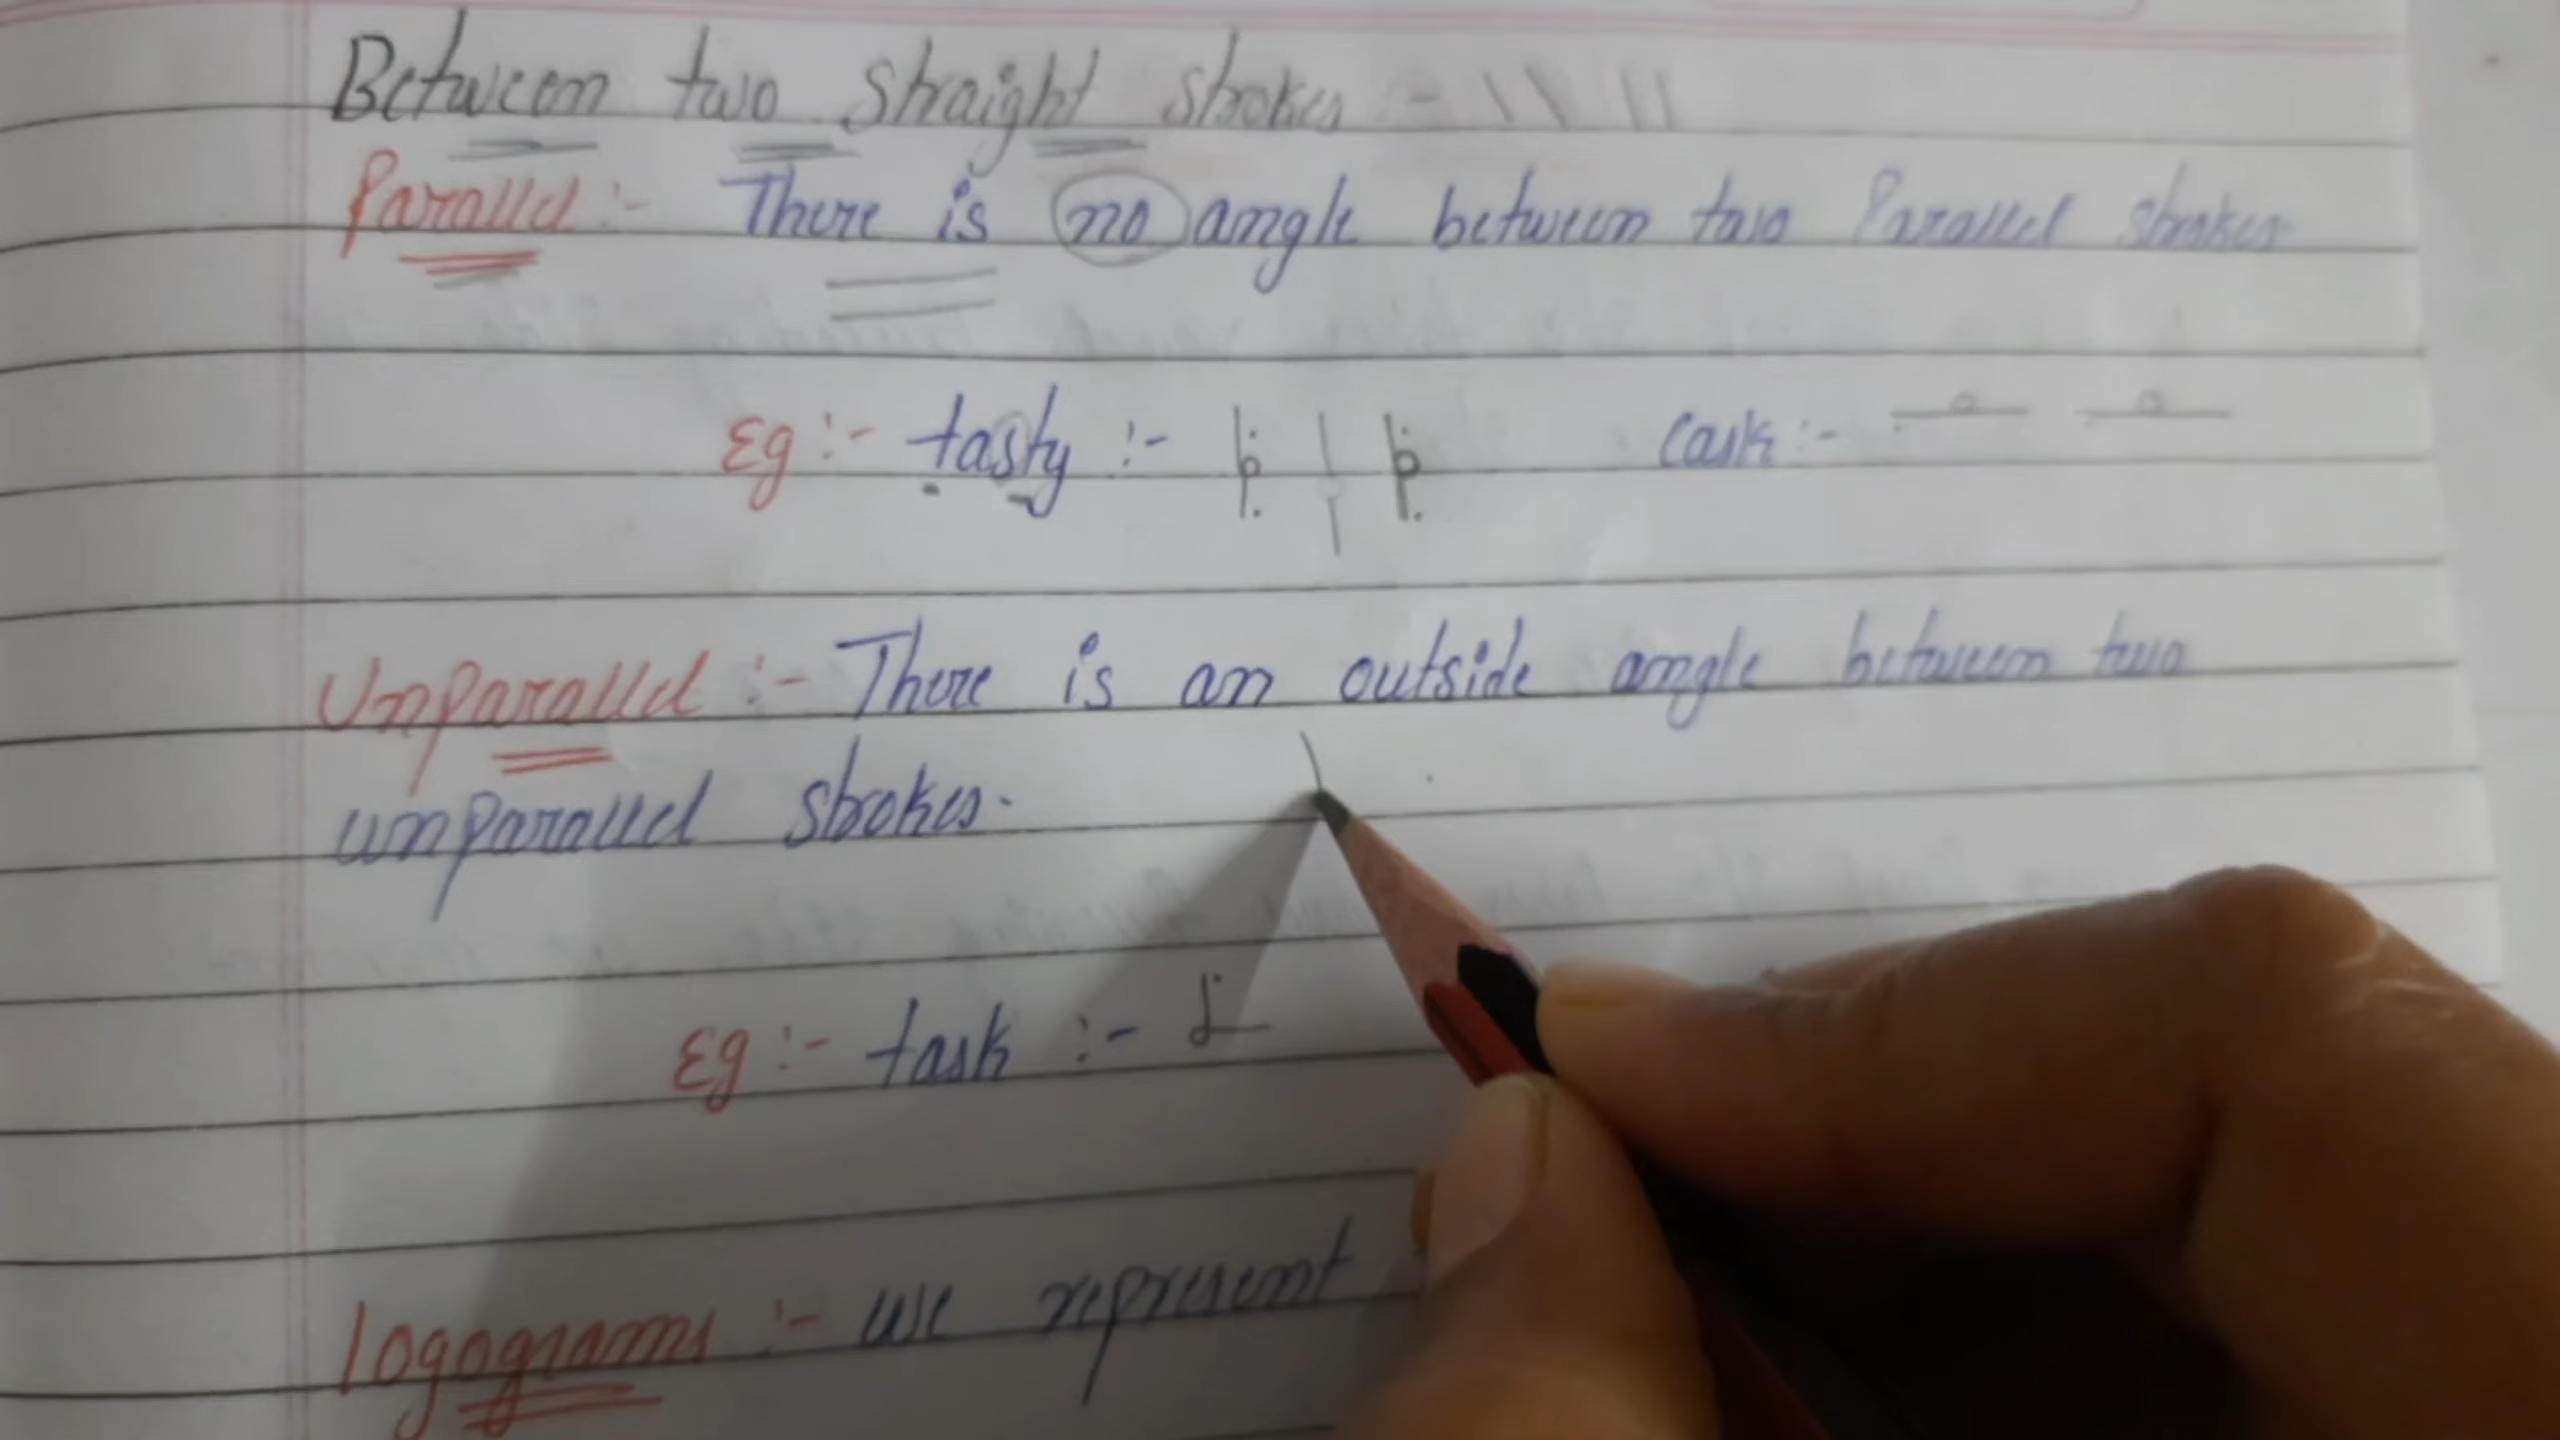 Between two straight strokes :-
Parallel :- There is no angle between two Parallel strokes
Eg :- tasty :- Cask :-
Unparallel :- There is an outside angle between two
unparallel strokes.
Eg :- task :-
logograms :- we represent